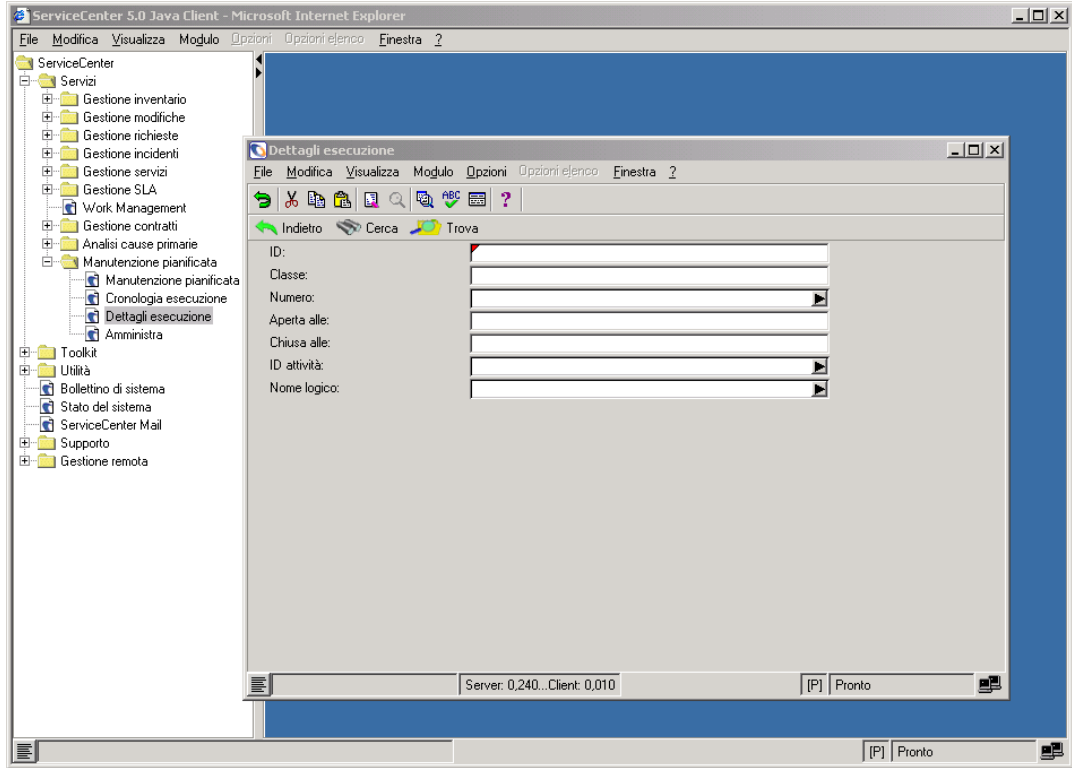 ServiceCenter 5.0 Java Client - Microsoft Internet Explorer
File Modifica Visualizza Modulo Opzioni Opzioni elenco Finestra ?
ServiceCenter
Servizi
Gestione inventario
Gestione modifiche
Gestione richieste
Gestione incidenti
Gestione servizi
Gestione SLA
Work Management
Gestione contratti
Analisi cause primarie
Manutenzione pianificata
Manutenzione pianificata
Cronologia esecuzione
Dettagli esecuzione
Amministra
Toolkit
Utilità
Bollettino di sistema
Stato del sistema
ServiceCenter Mail
Supporto
Gestione remota
Dettagli esecuzione
File Modifica Visualizza Modulo Opzioni Opzioni elenco Finestra ?
ABC ?
Indietro Cerca Trova
ID:
Classe:
Numero:
Aperta alle:
Chiusa alle:
ID attività:
Nome logico:
Server: 0,240...Client: 0,010 [P] Pronto
[P] Pronto